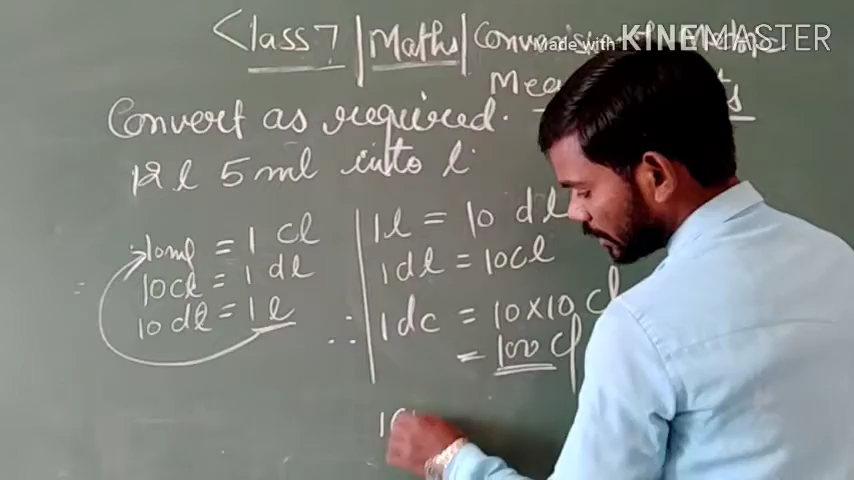 Class 7 | Maths | Conversion of Metric
Made with KINEMASTER
Convert as required.
12 l 5 ml into l
10 ml = 1 Cl
10 Cl = 1 dl
10 dl = 1 l
1 l = 10 dl
1 dl = 10 Cl
∴ 1 dc = 10 × 10 Cl
= 100 Cl